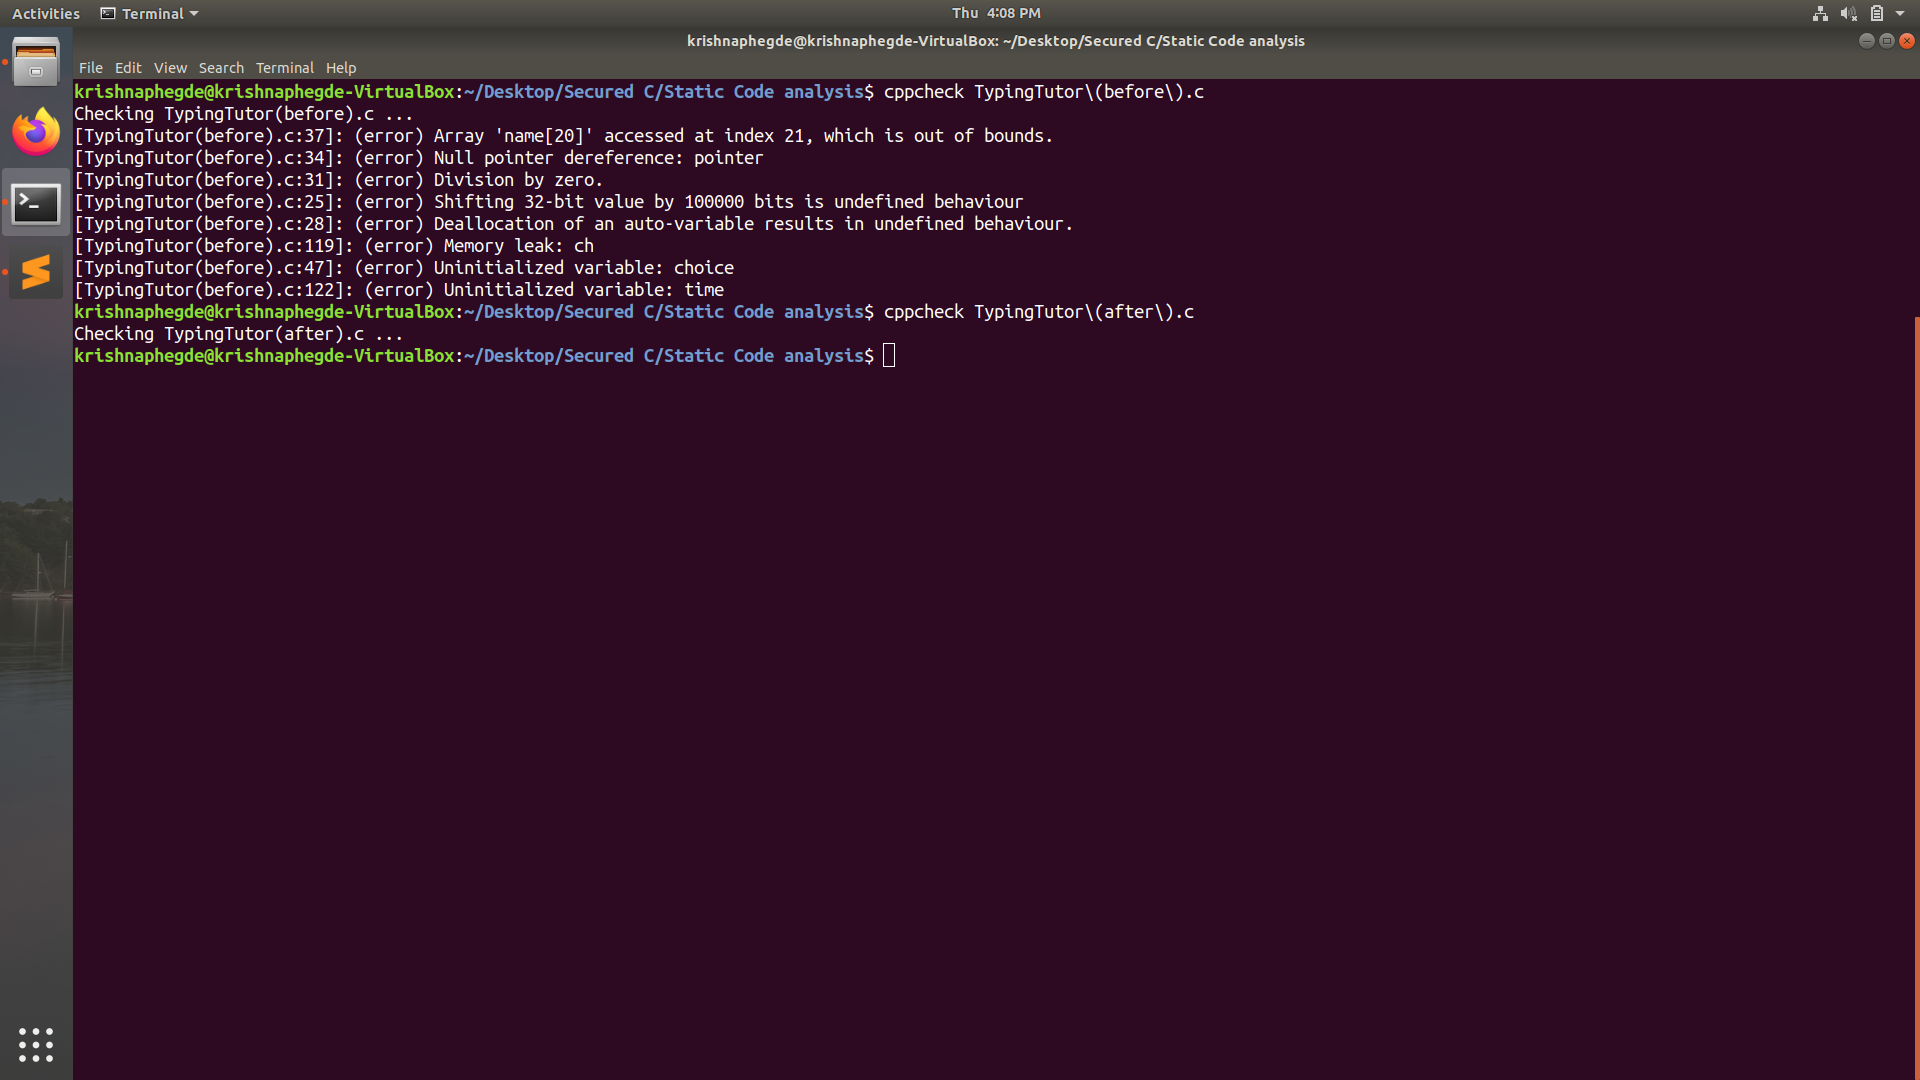 Activities Terminal Thu 4:08 PM
krishnaphegde@krishnaphegde-VirtualBox: ~/Desktop/Secured C/Static Code analysis
File Edit View Search Terminal Help
krishnaphegde@krishnaphegde-VirtualBox:~/Desktop/Secured C/Static Code analysis$ cppcheck TypingTutor\(before\).c
Checking TypingTutor(before).c ...
[TypingTutor(before).c:37]: (error) Array 'name[20]' accessed at index 21, which is out of bounds.
[TypingTutor(before).c:34]: (error) Null pointer dereference: pointer
[TypingTutor(before).c:31]: (error) Division by zero.
[TypingTutor(before).c:25]: (error) Shifting 32-bit value by 100000 bits is undefined behaviour
[TypingTutor(before).c:28]: (error) Deallocation of an auto-variable results in undefined behaviour.
[TypingTutor(before).c:119]: (error) Memory leak: ch
[TypingTutor(before).c:47]: (error) Uninitialized variable: choice
[TypingTutor(before).c:122]: (error) Uninitialized variable: time
krishnaphegde@krishnaphegde-VirtualBox:~/Desktop/Secured C/Static Code analysis$ cppcheck TypingTutor\(after\).c
Checking TypingTutor(after).c ...
krishnaphegde@krishnaphegde-VirtualBox:~/Desktop/Secured C/Static Code analysis$